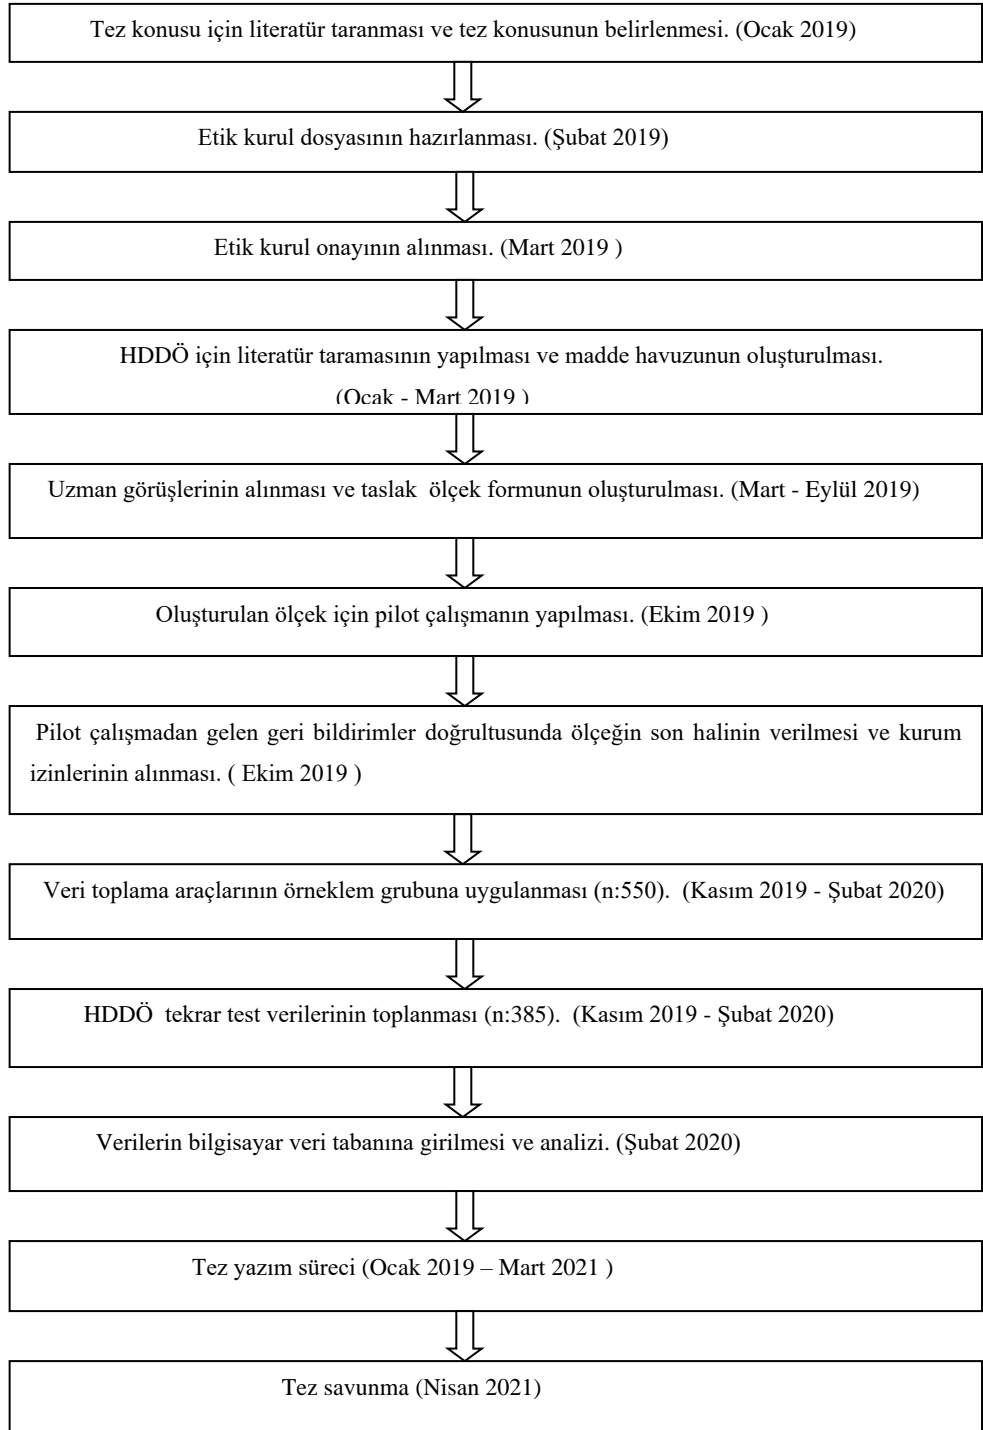 Tez konusu için literatür taranması ve tez konusunun belirlenmesi. (Ocak 2019)
Etik kurul dosyasının hazırlanması. (Şubat 2019)
Etik kurul onayının alınması. (Mart 2019 )
HDDÖ için literatür taramasının yapılması ve madde havuzunun oluşturulması.
(Ocak - Mart 2019 )
Uzman görüşlerinin alınması ve taslak ölçek formunun oluşturulması. (Mart - Eylül 2019)
Oluşturulan ölçek için pilot çalışmanın yapılması. (Ekim 2019 )
Pilot çalışmadan gelen geri bildirimler doğrultusunda ölçeğin son halinin verilmesi ve kurum
izinlerinin alınması. ( Ekim 2019 )
Veri toplama araçlarının örneklem grubuna uygulanması (n:550). (Kasım 2019 - Şubat 2020)
HDDÖ tekrar test verilerinin toplanması (n:385). (Kasım 2019 - Şubat 2020)
Verilerin bilgisayar veri tabanına girilmesi ve analizi. (Şubat 2020)
Tez yazım süreci (Ocak 2019 – Mart 2021 )
Tez savunma (Nisan 2021)